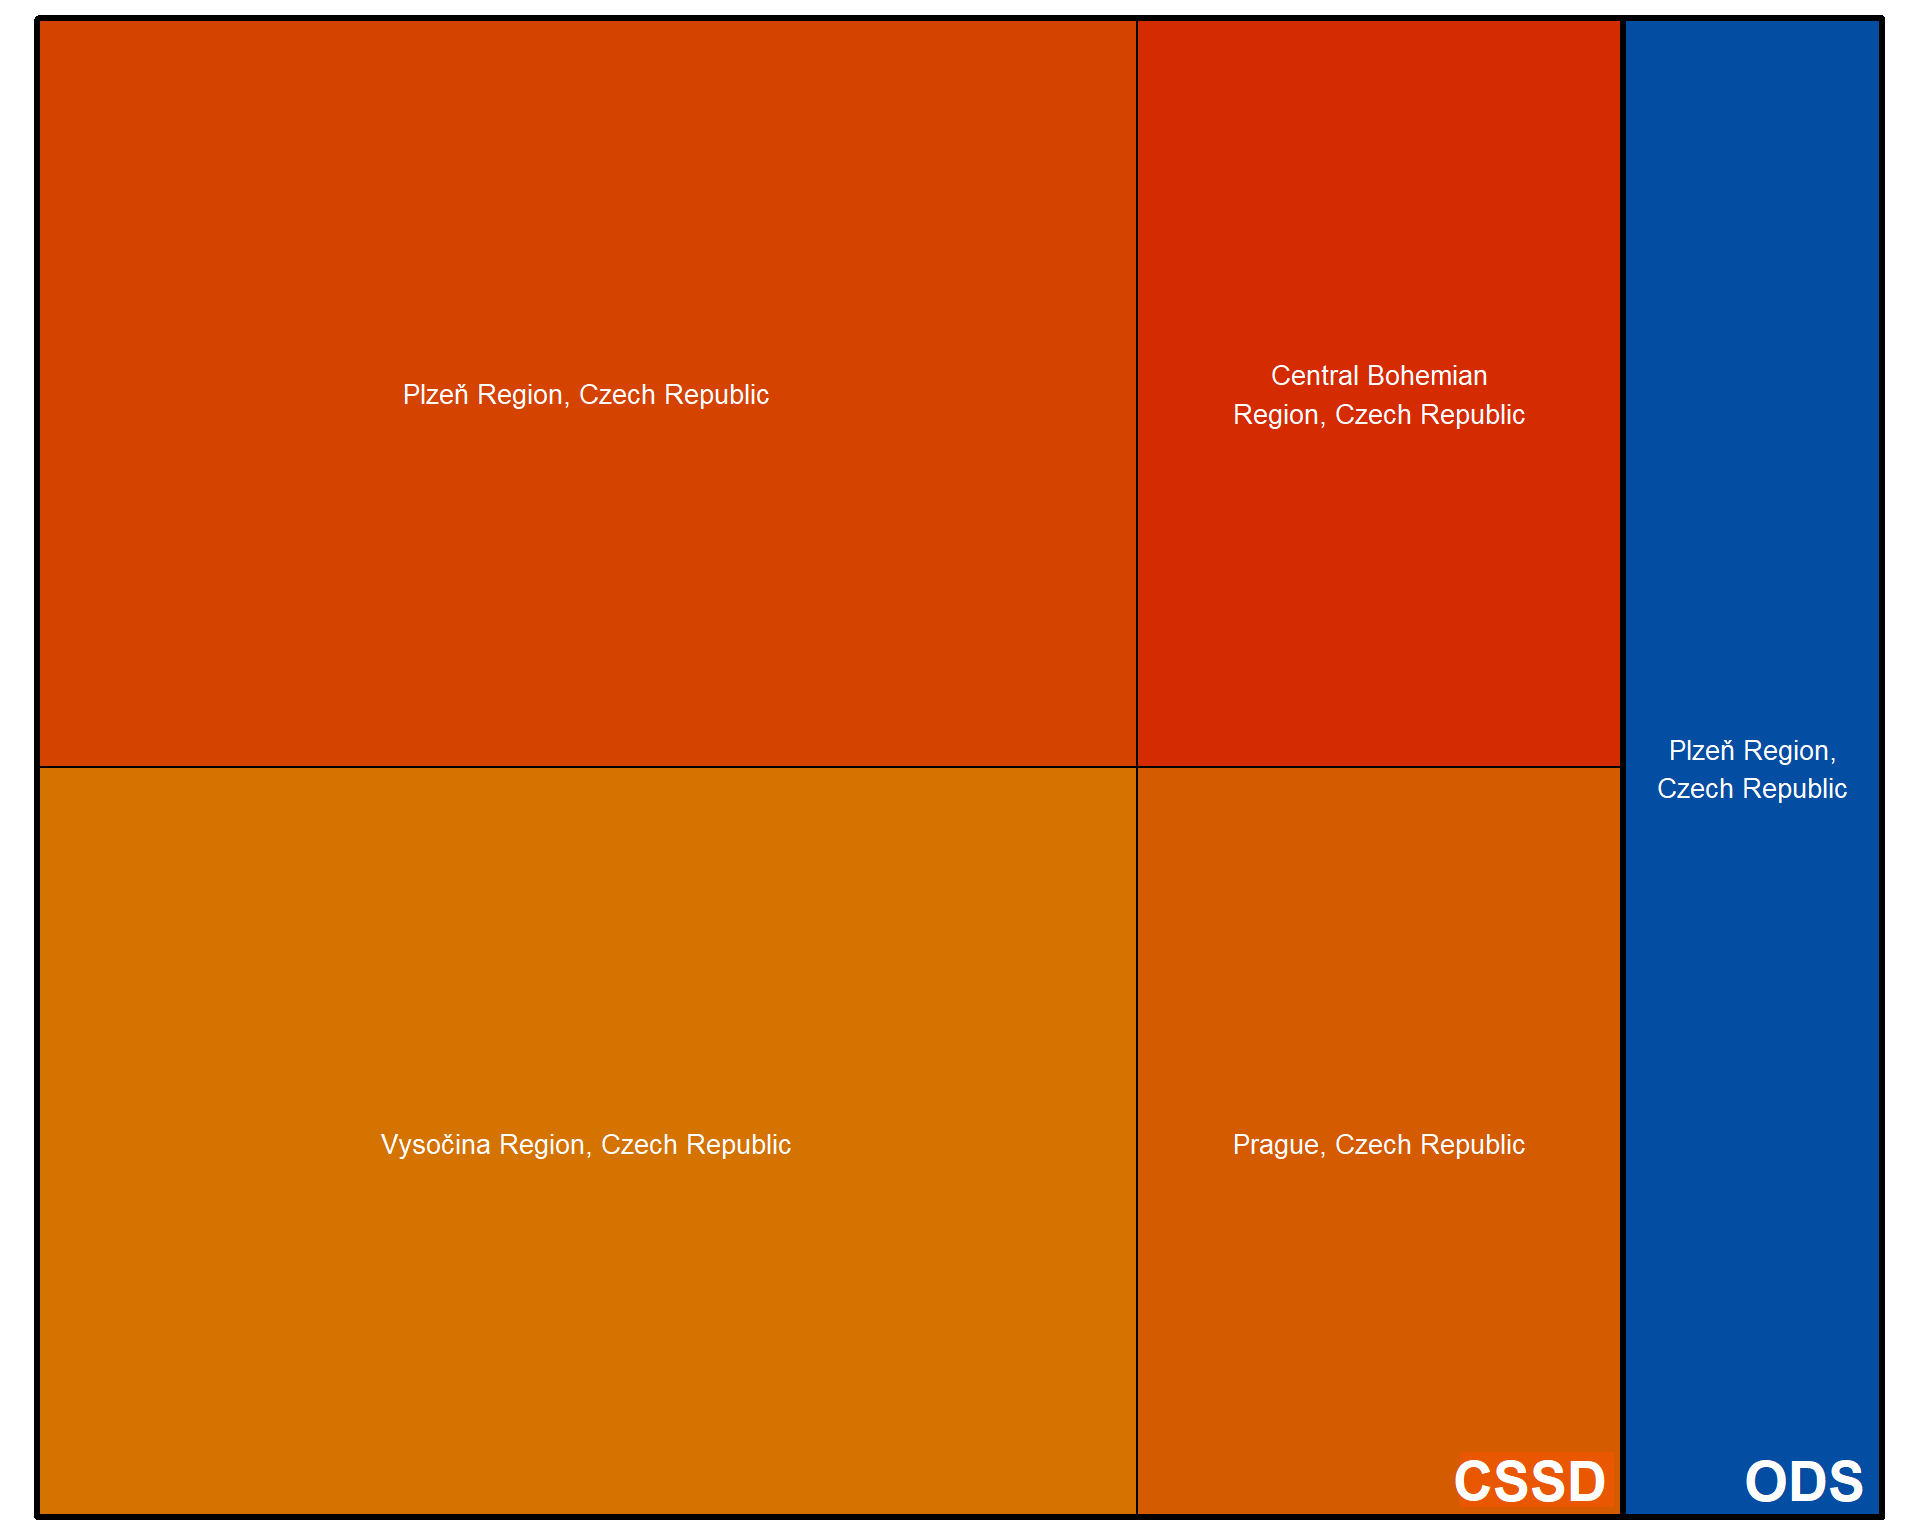 Plzeň Region, Czech Republic
Central Bohemian
Region, Czech Republic
Plzeň Region,
Czech Republic
Vysočina Region, Czech Republic
Prague, Czech Republic
CSSD
ODS